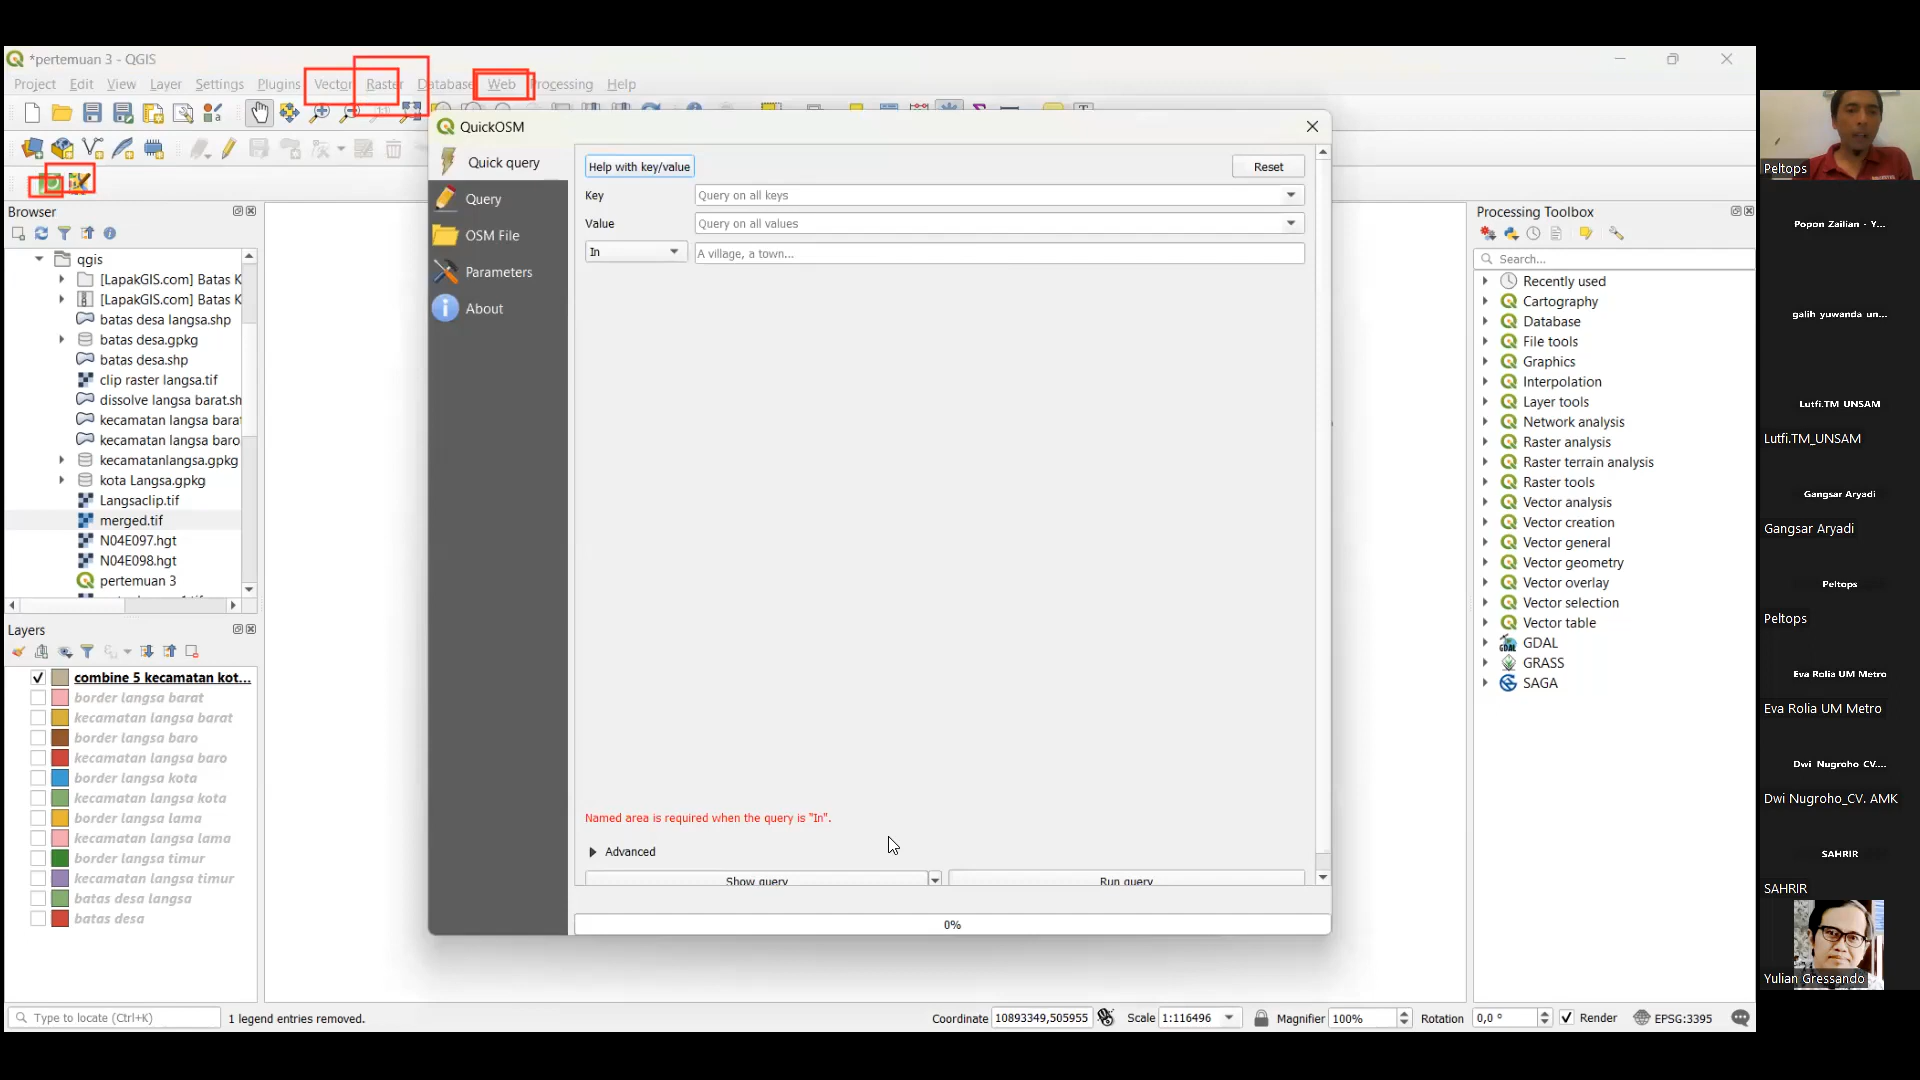 *pertemuan 3 - QGIS
Project Edit View Layer Settings Plugins Vector Raster Database Web Processing Help
QuickOSM
Quick query
Query
OSM File
Parameters
About
Help with key/value
Reset
Key
Query on all keys
Value
Query on all values
In
A village, a town...
Named area is required when the query is "In".
Advanced
Show query
Run query
0%
Browser
qgis
[LapakGIS.com] Batas K
[LapakGIS.com] Batas K
batas desa langsa.shp
batas desa.gpkg
batas desa.shp
clip raster langsa.tif
dissolve langsa barat.sh
kecamatan langsa barat
kecamatan langsa baro
kecamatanlangsa.gpkg
kota Langsa.gpkg
Langsaclip.tif
merged.tif
N04E097.hgt
N04E098.hgt
pertemuan 3
Layers
combine 5 kecamatan kot...
border langsa barat
kecamatan langsa barat
border langsa baro
kecamatan langsa baro
border langsa kota
kecamatan langsa kota
border langsa lama
kecamatan langsa lama
border langsa timur
kecamatan langsa timur
batas desa langsa
batas desa
Processing Toolbox
Search...
Recently used
Cartography
Database
File tools
Graphics
Interpolation
Layer tools
Network analysis
Raster analysis
Raster terrain analysis
Raster tools
Vector analysis
Vector creation
Vector general
Vector geometry
Vector overlay
Vector selection
Vector table
GDAL
GRASS
SAGA
Type to locate (Ctrl+K)
1 legend entries removed.
Coordinate 10893349,505955
Scale 1:116496
Magnifier 100%
Rotation 0,0 °
Render
EPSG:3395
Peltops
Popon Zailian - Y...
galih yuwanda un...
Lutfi.TM UNSAM
Lutfi.TM_UNSAM
Gangsar Aryadi
Gangsar Aryadi
Peltops
Peltops
Eva Rolia UM Metro
Eva Rolia UM Metro
Dwi Nugroho CV....
Dwi Nugroho_CV. AMK
SAHRIR
SAHRIR
Yulian Gressando